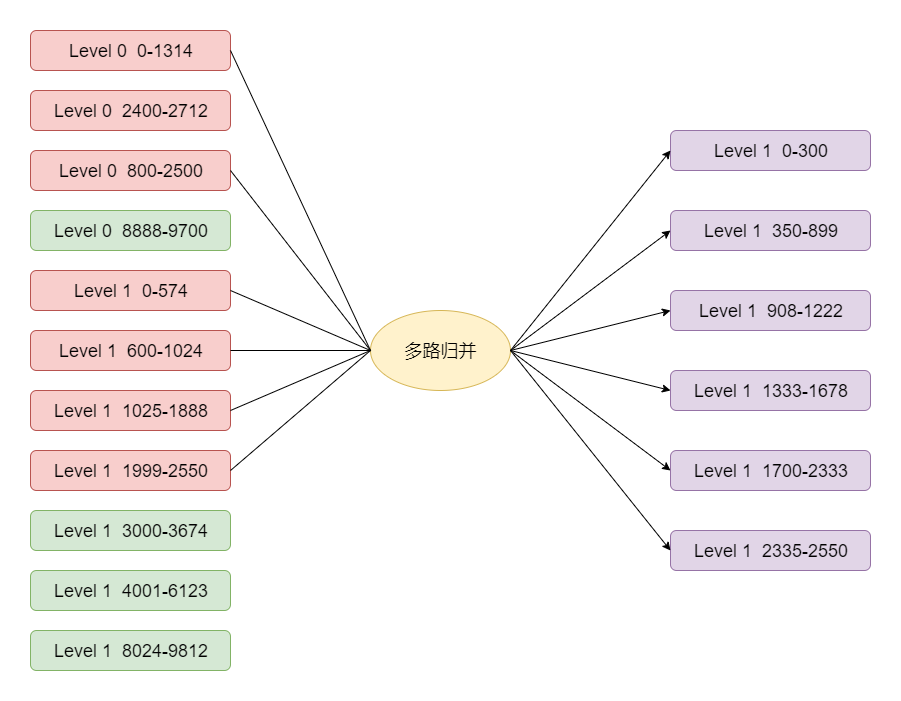 Level 0 0-1314
Level 0 2400-2712
Level 0 800-2500
Level 0 8888-9700
Level 1 0-574
Level 1 600-1024
Level 1 1025-1888
Level 1 1999-2550
Level 1 3000-3674
Level 1 4001-6123
Level 1 8024-9812
多路归并
Level 1 0-300
Level 1 350-899
Level 1 908-1222
Level 1 1333-1678
Level 1 1700-2333
Level 1 2335-2550